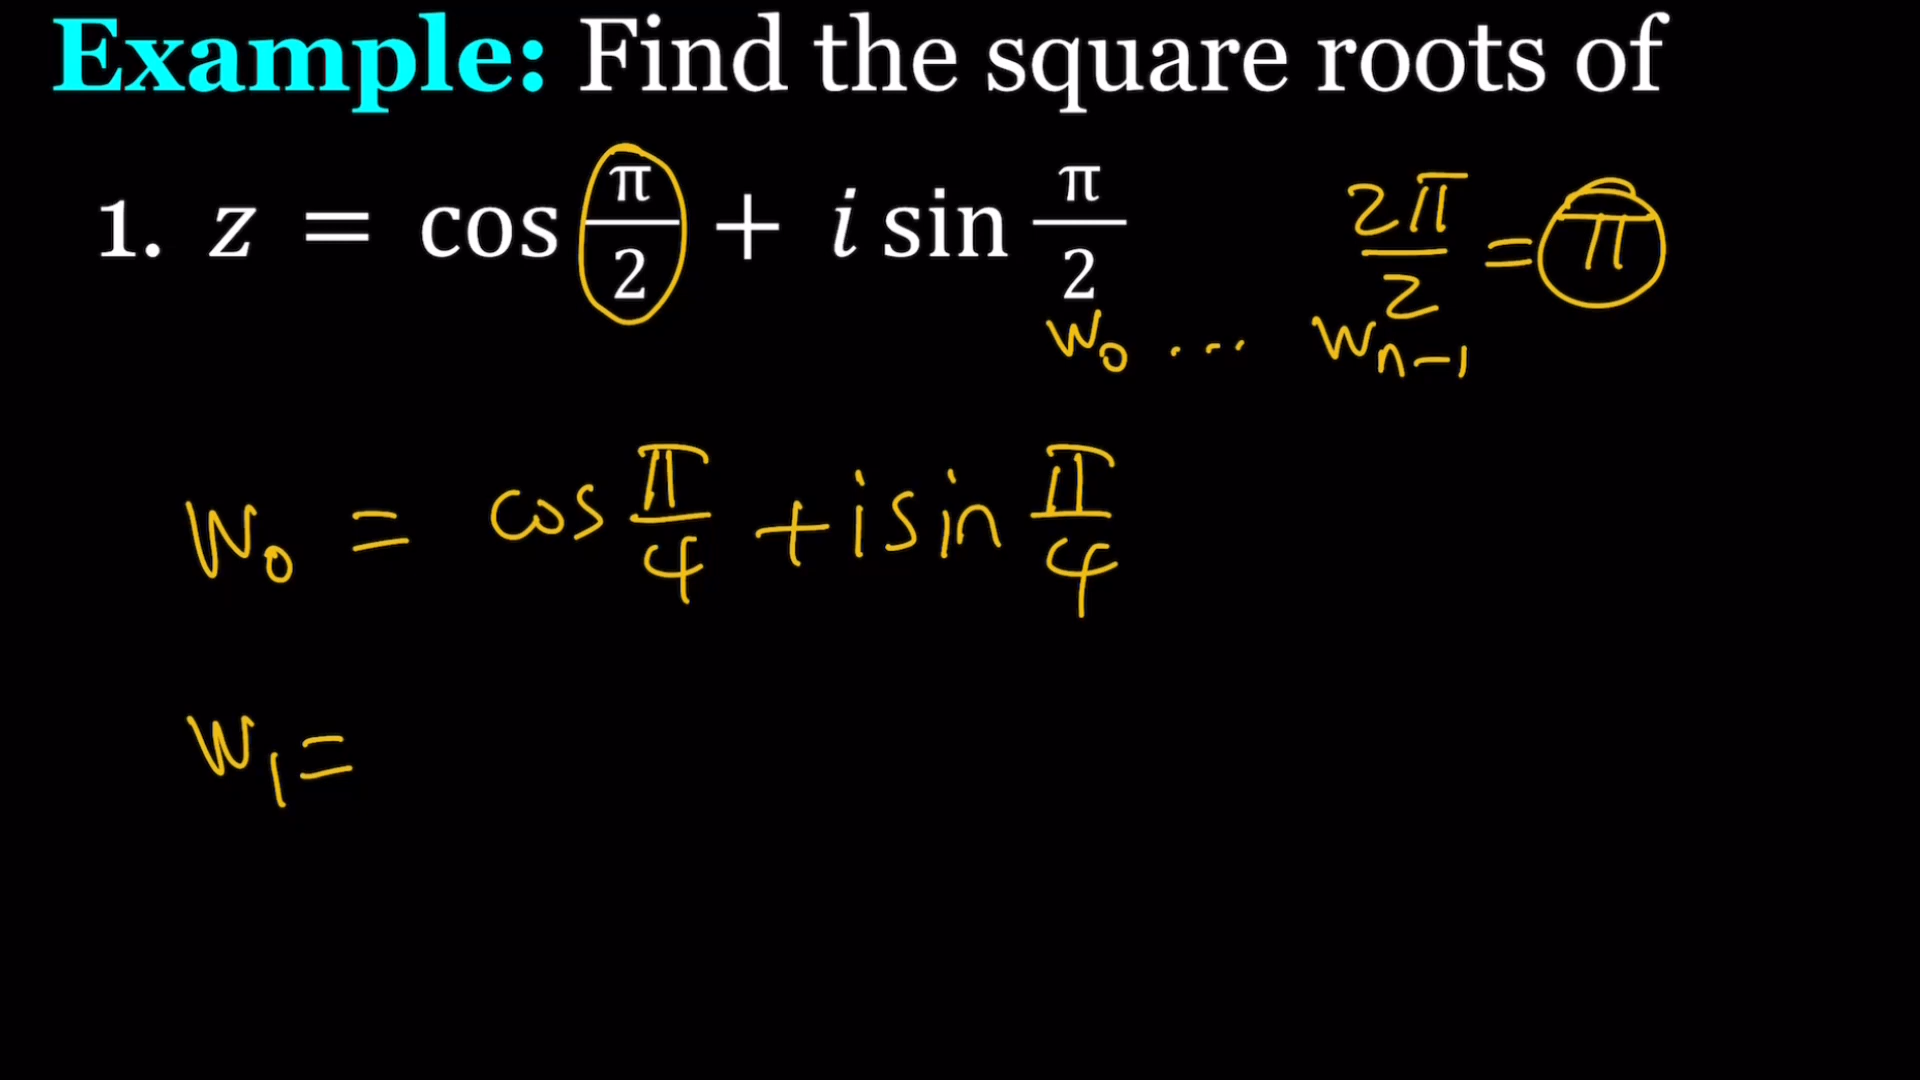 Example: Find the square roots of
1. z = cos π/2 + i sin π/2
2π/2 = π
w₀ ... wₙ₋₁
w₀ = cos π/4 + i sin π/4
w₁ =